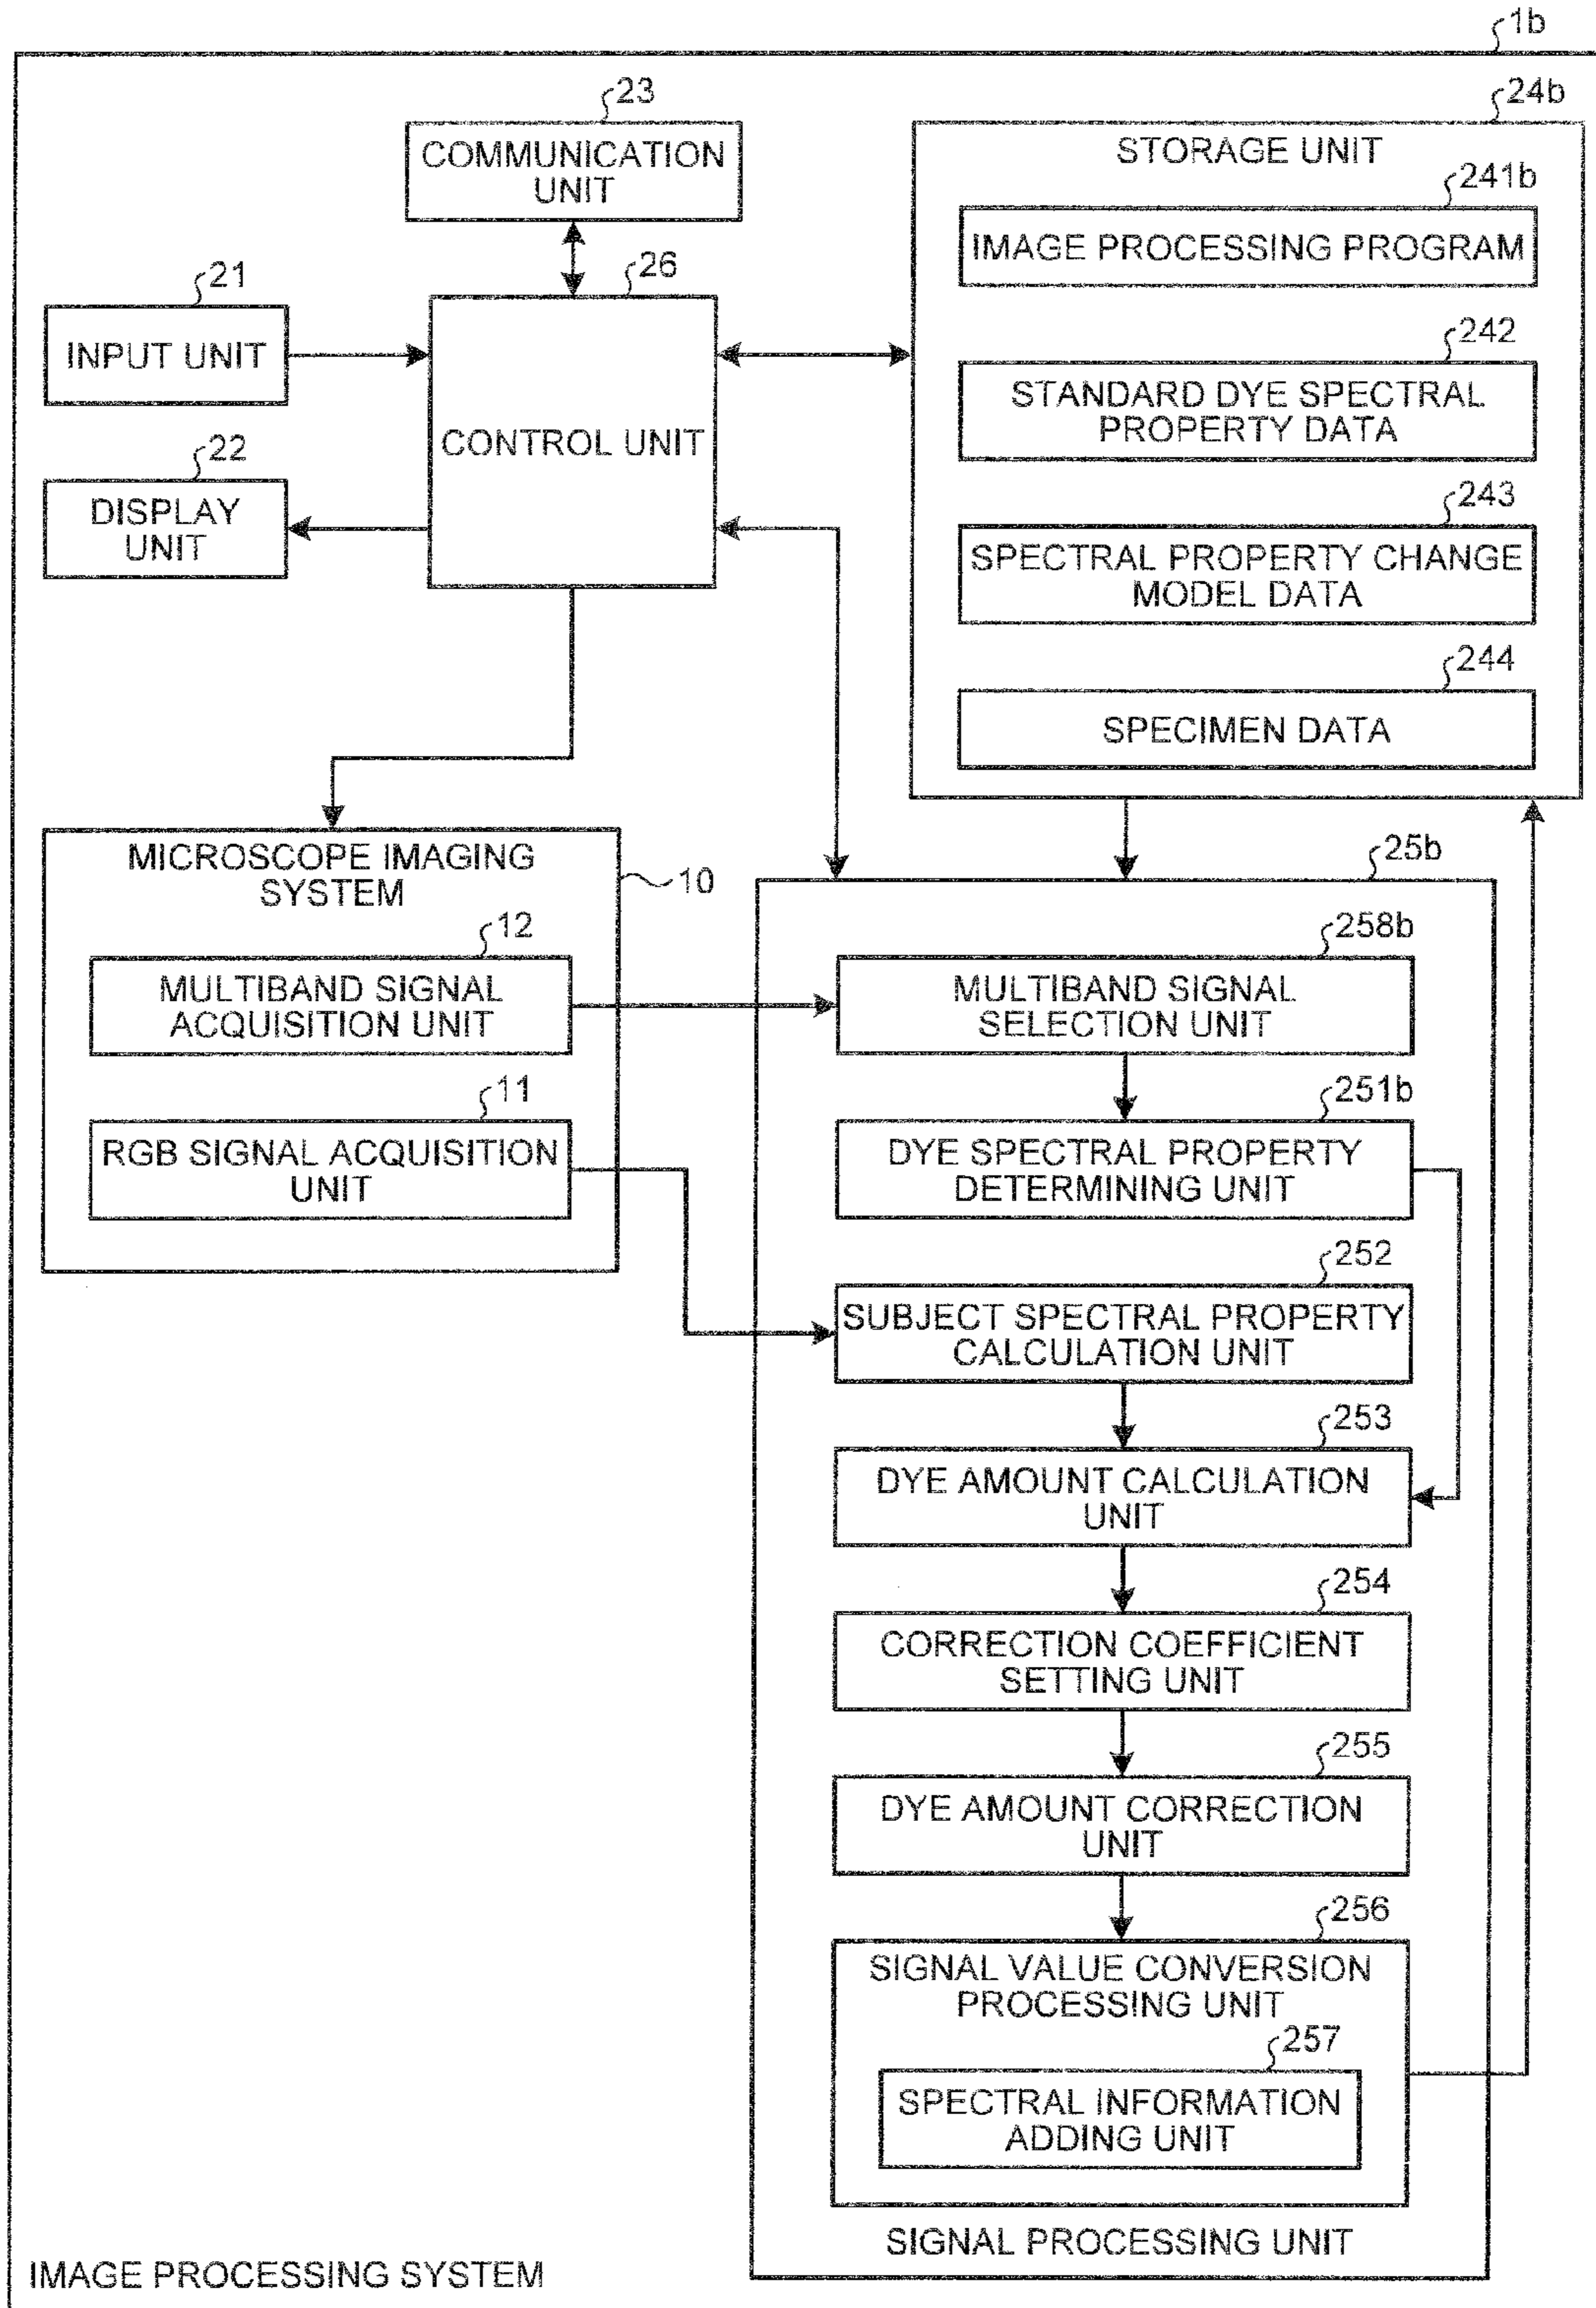 1b
23
COMMUNICATION
UNIT
21
INPUT UNIT
22
DISPLAY
UNIT
26
CONTROL UNIT
24b
STORAGE UNIT
241b
IMAGE PROCESSING PROGRAM
242
STANDARD DYE SPECTRAL
PROPERTY DATA
243
SPECTRAL PROPERTY CHANGE
MODEL DATA
244
SPECIMEN DATA
MICROSCOPE IMAGING
SYSTEM
10
12
MULTIBAND SIGNAL
ACQUISITION UNIT
11
RGB SIGNAL ACQUISITION
UNIT
25b
258b
MULTIBAND SIGNAL
SELECTION UNIT
251b
DYE SPECTRAL PROPERTY
DETERMINING UNIT
252
SUBJECT SPECTRAL PROPERTY
CALCULATION UNIT
253
DYE AMOUNT CALCULATION
UNIT
254
CORRECTION COEFFICIENT
SETTING UNIT
255
DYE AMOUNT CORRECTION
UNIT
256
SIGNAL VALUE CONVERSION
PROCESSING UNIT
257
SPECTRAL INFORMATION
ADDING UNIT
SIGNAL PROCESSING UNIT
IMAGE PROCESSING SYSTEM